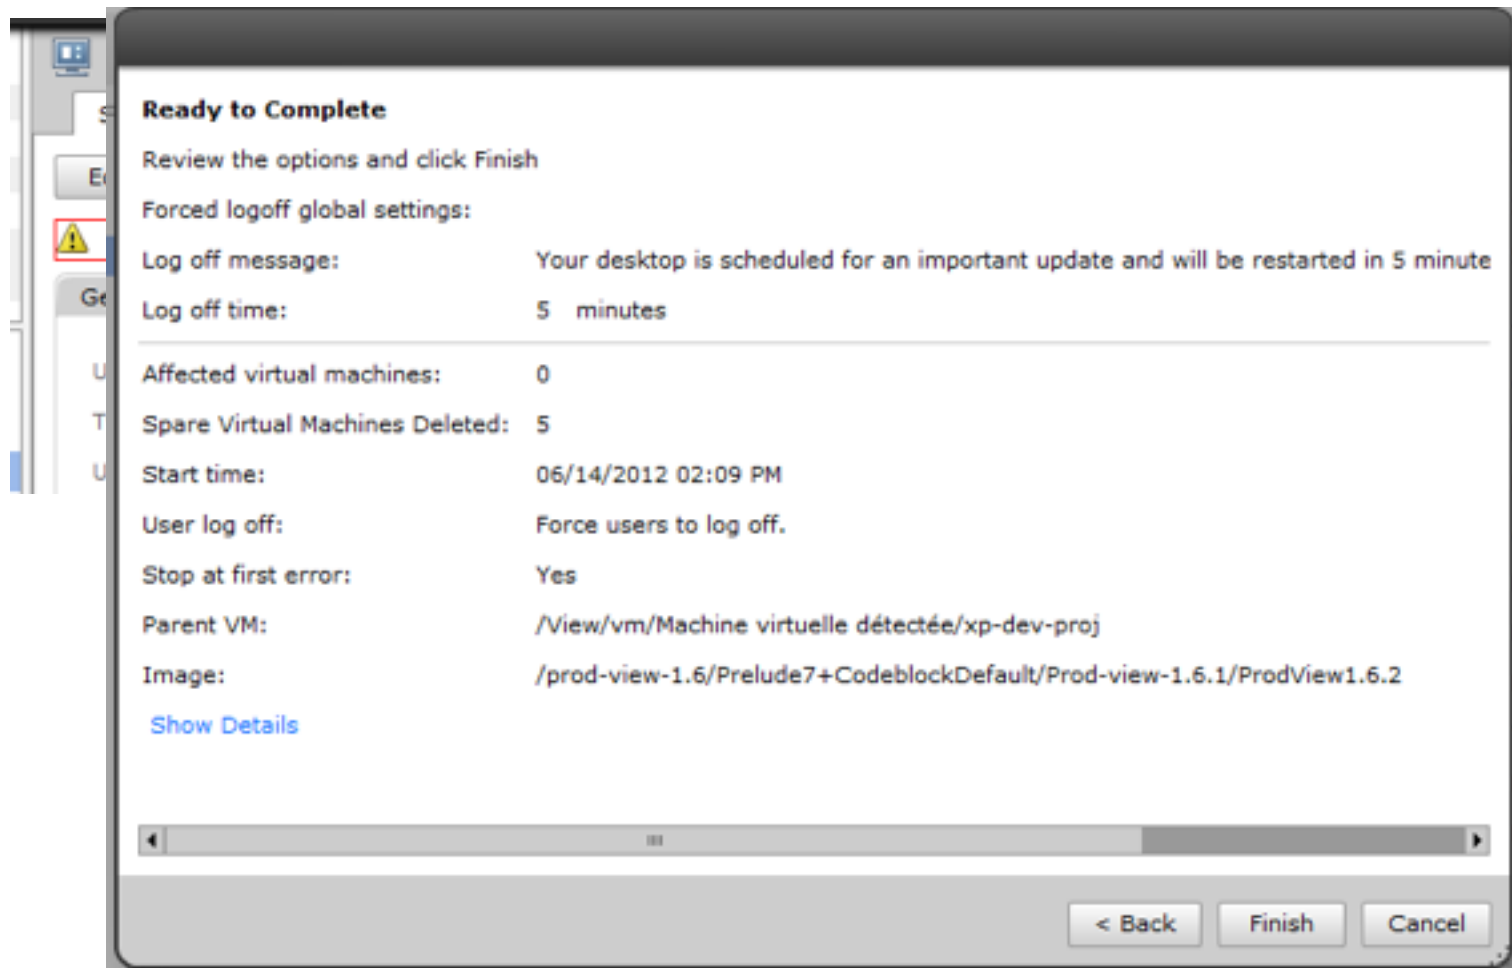 Ready to Complete
Review the options and click Finish
Forced logoff global settings:
Log off message: Your desktop is scheduled for an important update and will be restarted in 5 minute
Log off time: 5 minutes
Affected virtual machines: 0
Spare Virtual Machines Deleted: 5
Start time: 06/14/2012 02:09 PM
User log off: Force users to log off.
Stop at first error: Yes
Parent VM: /View/vm/Machine virtuelle détectée/xp-dev-proj
Image: /prod-view-1.6/Prelude7+CodeblockDefault/Prod-view-1.6.1/ProdView1.6.2
Show Details
< Back Finish Cancel